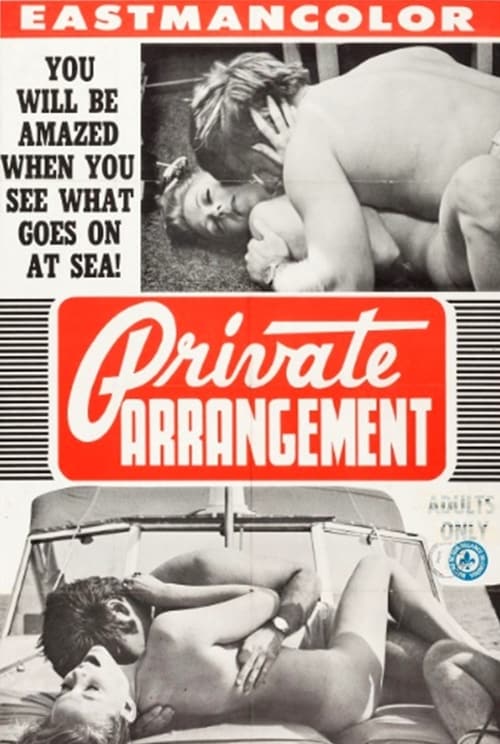 EASTMANCOLOR
YOU
WILL BE
AMAZED
WHEN YOU
SEE WHAT
GOES ON
AT SEA!
Private
ARRANGEMENT
ADULTS
ONLY